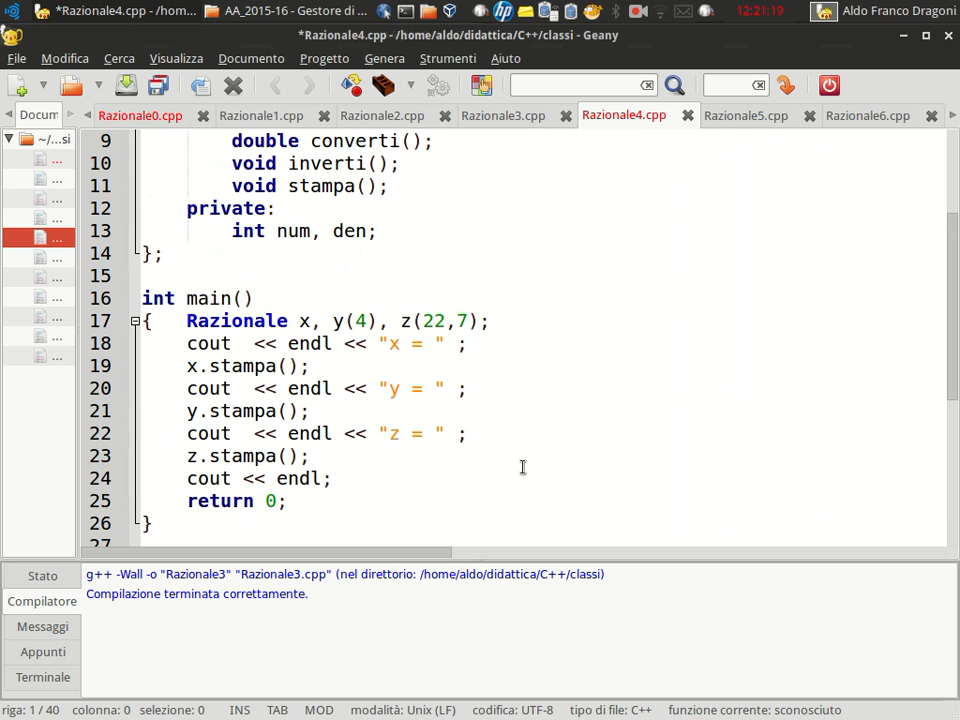 *Razionale4.cpp - /hom...
AA_2015-16 - Gestore di ...
12:21:19
Aldo Franco Dragoni
*Razionale4.cpp - /home/aldo/didattica/C++/classi - Geany
File Modifica Cerca Visualizza Documento Progetto Genera Strumenti Aiuto
Docum Razionale0.cpp Razionale1.cpp Razionale2.cpp Razionale3.cpp Razionale4.cpp Razionale5.cpp Razionale6.cpp
~/...si
...
...
...
...
...
...
...
...
...
...
...
9 double converti();
10 void inverti();
11 void stampa();
12 private:
13 int num, den;
14 };
15
16 int main()
17 { Razionale x, y(4), z(22,7);
18 cout << endl << "x = " ;
19 x.stampa();
20 cout << endl << "y = " ;
21 y.stampa();
22 cout << endl << "z = " ;
23 z.stampa();
24 cout << endl;
25 return 0;
26 }
27
Stato
Compilatore
Messaggi
Appunti
Terminale
g++ -Wall -o "Razionale3" "Razionale3.cpp" (nel direttorio: /home/aldo/didattica/C++/classi)
Compilazione terminata correttamente.
riga: 1 / 40 colonna: 0 selezione: 0 INS TAB MOD modalità: Unix (LF) codifica: UTF-8 tipo di file: C++ funzione corrente: sconosciuto